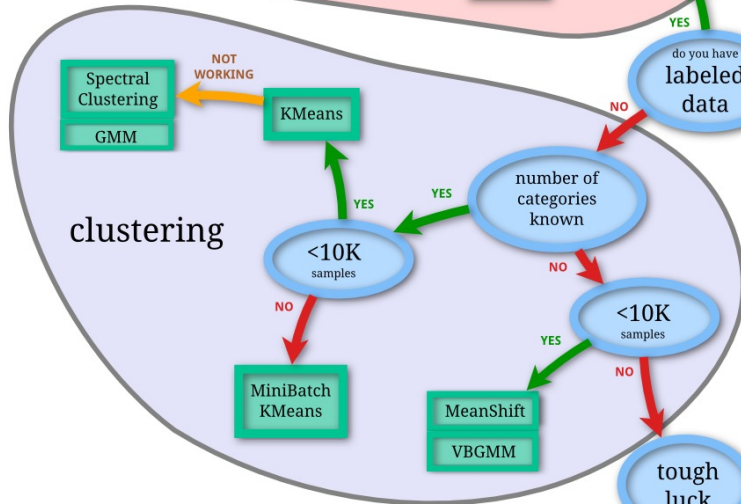 YES
do you have
labeled
data
NO
NOT
WORKING
Spectral
Clustering
GMM
KMeans
number of
categories
known
YES
YES
clustering
<10K
samples
NO
NO
<10K
samples
YES
NO
MiniBatch
KMeans
MeanShift
VBGMM
tough
luck